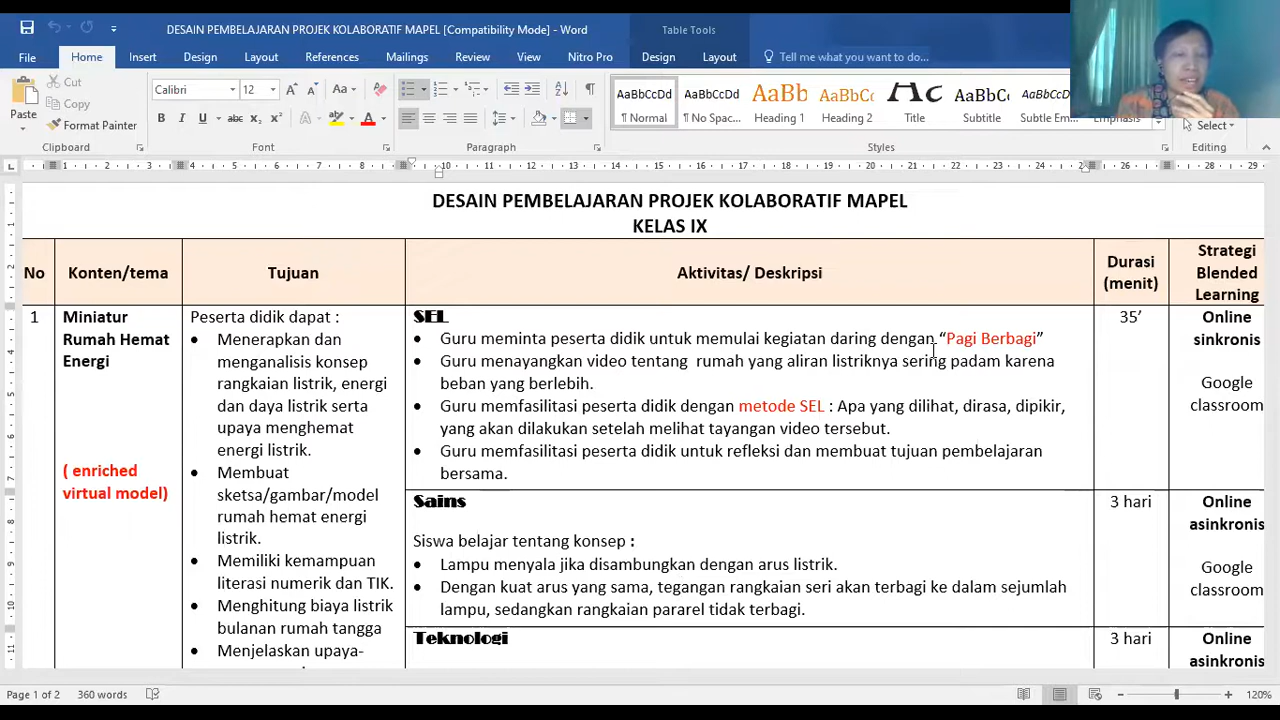 DESAIN PEMBELAJARAN PROJEK KOLABORATIF MAPEL [Compatibility Mode] - Word
Table Tools
File Home Insert Design References Mailings Review View Nitro Pro Design Layout Tell me what you want to do...
Cut
Copy
Format Painter
Paste
Calibri 12
AaBbCcDd AaBbCcDd AaBb AaBbCc AaC AaBbCc AaBbCcD
¶ Normal ¶ No Spac... Heading 1 Heading 2 Title Subtitle Subtle Em...
Select
Clipboard Font Paragraph Styles Editing
DESAIN PEMBELAJARAN PROJEK KOLABORATIF MAPEL
KELAS IX
No
Konten/tema
Tujuan
Aktivitas/ Deskripsi
Durasi
(menit)
Strategi
Blended
Learning
1
Miniatur
Rumah Hemat
Energi
( enriched
virtual model)
Peserta didik dapat :
• Menerapkan dan
menganalisis konsep
rangkaian listrik, energi
dan daya listrik serta
upaya menghemat
energi listrik.
• Membuat
sketsa/gambar/model
rumah hemat energi
listrik.
• Memiliki kemampuan
literasi numerik dan TIK.
• Menghitung biaya listrik
bulanan rumah tangga
• Menjelaskan upaya-
SEL
• Guru meminta peserta didik untuk memulai kegiatan daring dengan “Pagi Berbagi”
• Guru menayangkan video tentang rumah yang aliran listriknya sering padam karena
beban yang berlebih.
• Guru memfasilitasi peserta didik dengan metode SEL : Apa yang dilihat, dirasa, dipikir,
yang akan dilakukan setelah melihat tayangan video tersebut.
• Guru memfasilitasi peserta didik untuk refleksi dan membuat tujuan pembelajaran
bersama.
35’
Online
sinkronis
Google
classroom
Sains
Siswa belajar tentang konsep :
• Lampu menyala jika disambungkan dengan arus listrik.
• Dengan kuat arus yang sama, tegangan rangkaian seri akan terbagi ke dalam sejumlah
lampu, sedangkan rangkaian pararel tidak terbagi.
3 hari
Online
asinkronis
Google
classroom
Teknologi
3 hari
Online
asinkronis
Page 1 of 2 360 words 120%